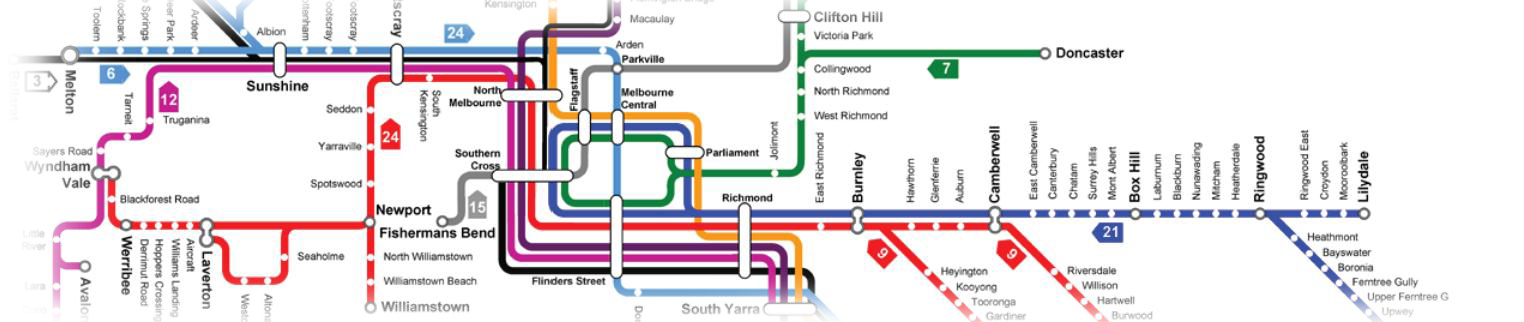 Kensington
Macaulay
Clifton Hill
Victoria Park
Collingwood
North Richmond
West Richmond
7
Doncaster
Toolern
Rockbank
Deer Park
Ardeer
Albion
24
Arden
Parkville
3
Melton
6
Sunshine
12
Tarneit
Truganina
Sayers Road
Wyndham
Vale
Blackforest Road
Little
River
Lara
Avalon
Werribee
Derrimut Road
Hoppers Crossing
Williams Landing
Aircraft
Laverton
Altona
Seaholme
Seddon
24
Yarraville
Spotswood
South
Kensington
Newport
North Williamstown
Williamstown Beach
Williamstown
North
Melbourne
Flagstaff
Melbourne
Central
Southern
Cross
15
Fishermans Bend
Parliament
Jolimont
Richmond
Flinders Street
South Yarra
East Richmond
Burnley
Hawthorn
Glenferrie
Auburn
Camberwell
East Camberwell
Canterbury
Chatam
Surrey Hills
Mont Albert
Box Hill
Laburnum
Blackburn
Nunawading
Mitcham
Heatherdale
Ringwood
Ringwood East
Croydon
Mooroolbark
Lilydale
9
9
21
Heyington
Kooyong
Tooronga
Gardiner
Riversdale
Willison
Hartwell
Burwood
Heathmont
Bayswater
Boronia
Ferntree Gully
Upper Ferntree G
Upwey